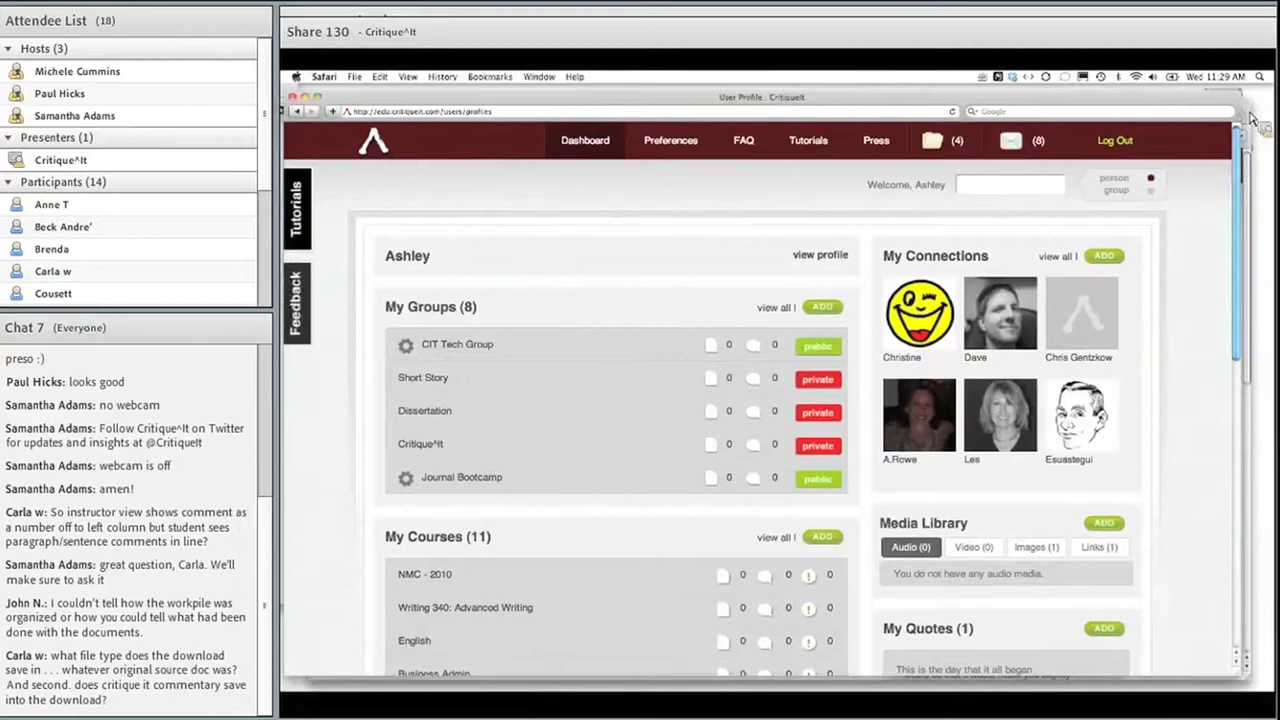 Attendee List (18)
Hosts (3)
Michele Cummins
Paul Hicks
Samantha Adams
Presenters (1)
Critique^It
Participants (14)
Anne T
Beck Andre'
Brenda
Carla w
Cousett
Chat 7 (Everyone)
preso :)
Paul Hicks: looks good
Samantha Adams: no webcam
Samantha Adams: Follow Critique^It on Twitter
for updates and insights at @CritiqueIt
Samantha Adams: webcam is off
Samantha Adams: amen!
Carla w: So instructor view shows comment as
a number off to left column but student sees
paragraph/sentence comments in line?
Samantha Adams: great question, Carla. We'll
make sure to ask it
John N.: I couldn't tell how the workpile was
organized or how you could tell what had been
done with the documents.
Carla w: what file type does the download
save in . . . whatever original source doc was?
And second. does critique it commentary save
into the download?
Share 130 - Critique^It
Safari File Edit View History Bookmarks Window Help Wed 11:29 AM
User Profile : CritiqueIt
http://edu.critiqueit.com/users/profiles Google
Dashboard Preferences FAQ Tutorials Press (4) (8) Log Out
Tutorials
Feedback
Welcome, Ashley person
group
Ashley view profile
My Groups (8) view all | ADD
CIT Tech Group 0 0 public
Short Story 0 0 private
Dissertation 0 0 private
Critique^It 0 0 private
Journal Bootcamp 0 0 public
My Courses (11) view all | ADD
NMC - 2010 0 0 ! 0
Writing 340: Advanced Writing 0 0 ! 0
English 0 0 ! 0
Business Admin 0 0 0
My Connections view all | ADD
Christine Dave Chris Gentzkow
A.Rowe Les Esuastegui
Media Library ADD
Audio (0) Video (0) Images (1) Links (1)
You do not have any audio media.
My Quotes (1) ADD
This is the day that it all began